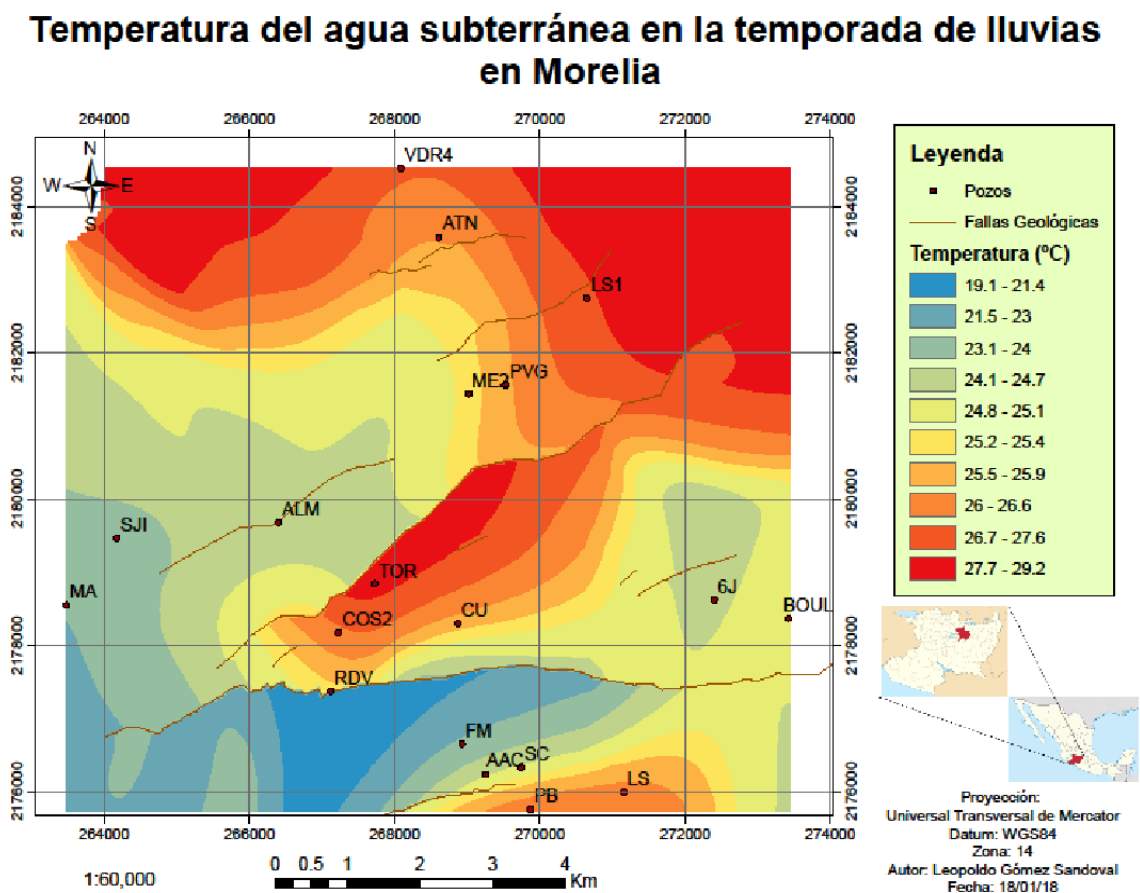 Temperatura del agua subterránea en la temporada de lluvias
en Morelia
264000 266000 268000 270000 272000 274000
N
W E
S
VDR4
2184000 2184000
ATN
LS1
2182000 2182000
ME2 PVG
2180000 2180000
ALM
SJI
TOR
MA
6J
BOUL
COS2
CU
2178000 2178000
RDV
FM
AAC SC
LS
2176000 2176000
PB
264000 266000 268000 270000 272000 274000
1:60,000
0 0.5 1 2 3 4
Km
Leyenda
Pozos
Fallas Geológicas
Temperatura (ºC)
19.1 - 21.4
21.5 - 23
23.1 - 24
24.1 - 24.7
24.8 - 25.1
25.2 - 25.4
25.5 - 25.9
26 - 26.6
26.7 - 27.6
27.7 - 29.2
Proyección:
Universal Transversal de Mercator
Datum: WGS84
Zona: 14
Autor: Leopoldo Gómez Sandoval
Fecha: 18/01/18